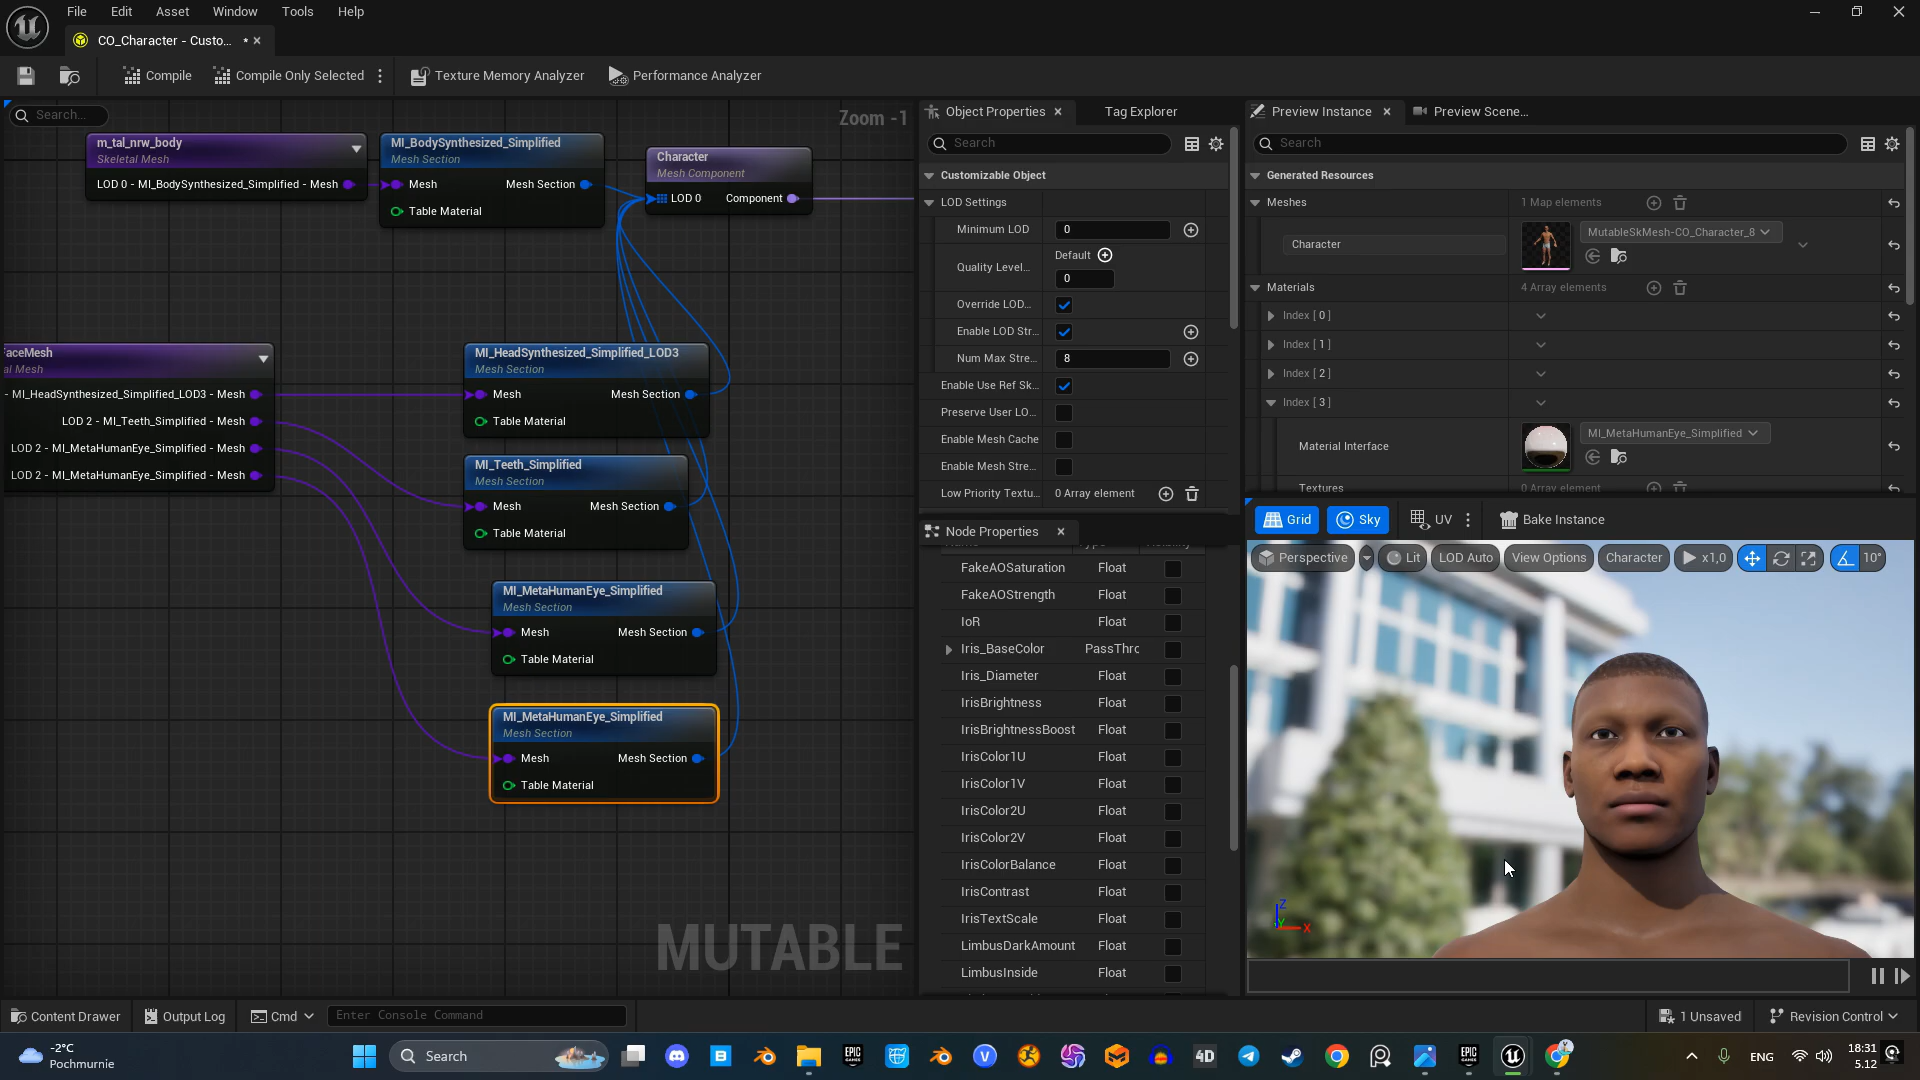 File Edit Asset Window Tools Help
CO_Character - Custo... * ×
Compile Compile Only Selected Texture Memory Analyzer Performance Analyzer
Search...
Zoom -1
m_tal_nrw_body
Skeletal Mesh
LOD 0 - MI_BodySynthesized_Simplified - Mesh
MI_BodySynthesized_Simplified
Mesh Section
Mesh Mesh Section
Table Material
Character
Mesh Component
LOD 0 Component
FaceMesh
al Mesh
- MI_HeadSynthesized_Simplified_LOD3 - Mesh
LOD 2 - MI_Teeth_Simplified - Mesh
LOD 2 - MI_MetaHumanEye_Simplified - Mesh
LOD 2 - MI_MetaHumanEye_Simplified - Mesh
MI_HeadSynthesized_Simplified_LOD3
Mesh Section
Mesh Mesh Section
Table Material
MI_Teeth_Simplified
Mesh Section
Mesh Mesh Section
Table Material
MI_MetaHumanEye_Simplified
Mesh Section
Mesh Mesh Section
Table Material
MI_MetaHumanEye_Simplified
Mesh Section
Mesh Mesh Section
Table Material
MUTABLE
Object Properties × Tag Explorer
Search
Customizable Object
LOD Settings
Minimum LOD 0
Quality Level... Default
0
Override LOD...
Enable LOD Str...
Num Max Stre... 8
Enable Use Ref Sk...
Preserve User LO...
Enable Mesh Cache
Enable Mesh Stre...
Low Priority Textu... 0 Array element
Node Properties ×
FakeAOSaturation Float
FakeAOStrength Float
IoR Float
Iris_BaseColor PassThrc
Iris_Diameter Float
IrisBrightness Float
IrisBrightnessBoost Float
IrisColor1U Float
IrisColor1V Float
IrisColor2U Float
IrisColor2V Float
IrisColorBalance Float
IrisContrast Float
IrisTextScale Float
LimbusDarkAmount Float
LimbusInside Float
Preview Instance × Preview Scene...
Search
Generated Resources
Meshes 1 Map elements
Character MutableSkMesh-CO_Character_8
Materials 4 Array elements
Index [ 0 ]
Index [ 1 ]
Index [ 2 ]
Index [ 3 ]
Material Interface MI_MetaHumanEye_Simplified
Textures 0 Array element
Grid Sky UV Bake Instance
Perspective Lit LOD Auto View Options Character x1,0 10°
Z
Y
X
Content Drawer Output Log Cmd Enter Console Command 1 Unsaved Revision Control
-2°C
Pochmurnie
Search
ENG
18:31
5.12